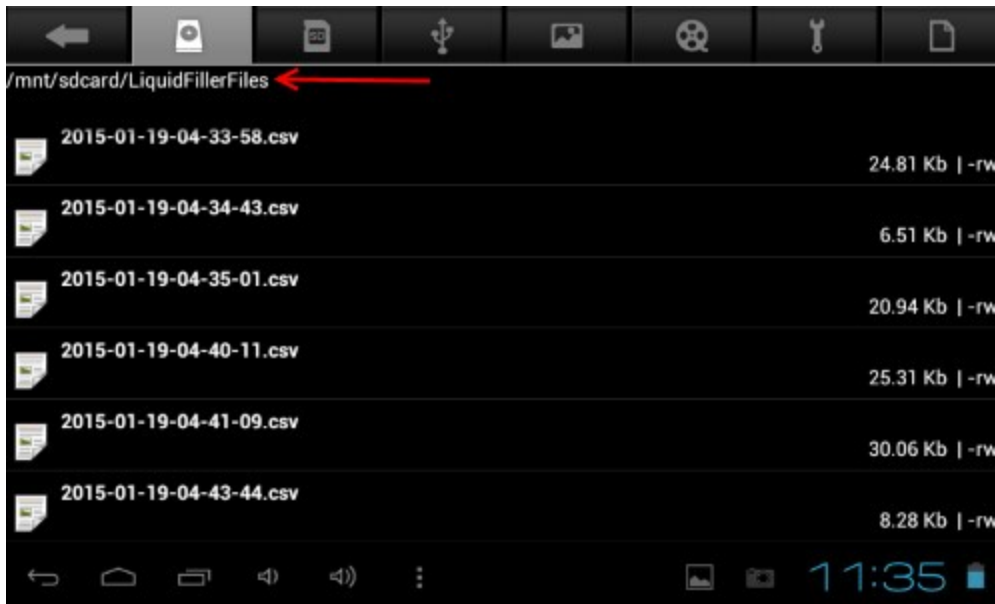 SD
/mnt/sdcard/LiquidFillerFiles
2015-01-19-04-33-58.csv
24.81 Kb | -rw
2015-01-19-04-34-43.csv
6.51 Kb | -rw
2015-01-19-04-35-01.csv
20.94 Kb | -rw
2015-01-19-04-40-11.csv
25.31 Kb | -rw
2015-01-19-04-41-09.csv
30.06 Kb | -rw
2015-01-19-04-43-44.csv
8.28 Kb | -rw
11:35